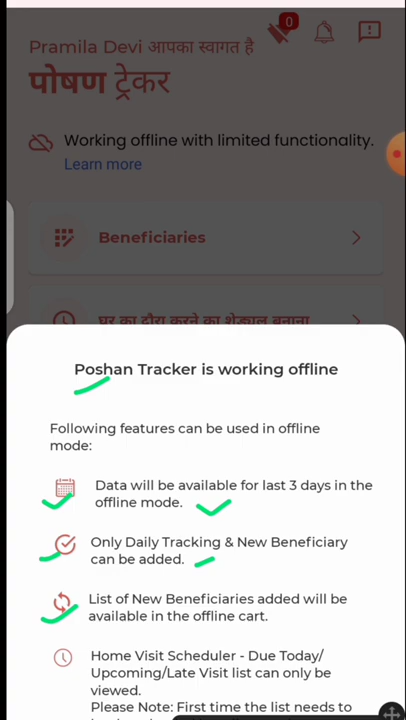 0
Pramila Devi आपका स्वागत है
पोषण ट्रेकर
Working offline with limited functionality.
Learn more
Beneficiaries
घर का दौरा करने का शेड्यूल बनाना
Poshan Tracker is working offline
Following features can be used in offline
mode:
Data will be available for last 3 days in the
offline mode.
Only Daily Tracking & New Beneficiary
can be added.
List of New Beneficiaries added will be
available in the offline cart.
Home Visit Scheduler - Due Today/
Upcoming/Late Visit list can only be
viewed.
Please Note: First time the list needs to